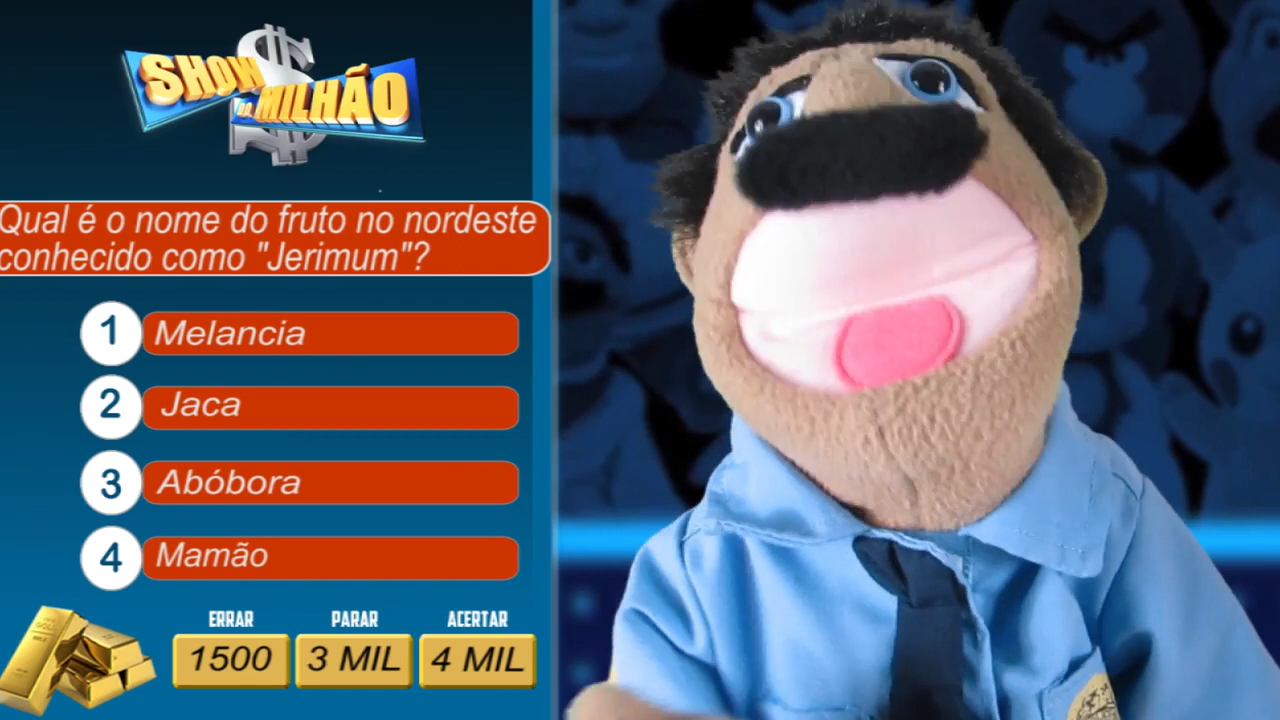 SHOW
DO MILHÃO
Qual é o nome do fruto no nordeste
conhecido como "Jerimum"?
1 Melancia
2 Jaca
3 Abóbora
4 Mamão
ERRAR PARAR ACERTAR
1500 3 MIL 4 MIL